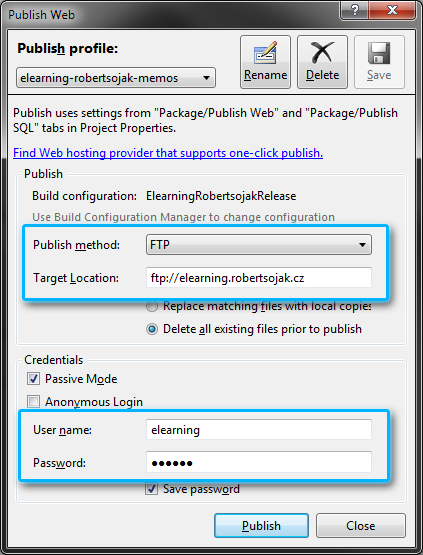 Publish Web
Publish profile:
elearning-robertsojak-memos
Rename
Delete
Save
Publish uses settings from "Package/Publish Web" and "Package/Publish
SQL" tabs in Project Properties.
Find Web hosting provider that supports one-click publish.
Publish
Build configuration: ElearningRobertsojakRelease
Use Build Configuration Manager to change configuration
Publish method: FTP
Target Location: ftp://elearning.robertsojak.cz
Replace matching files with local copies
Delete all existing files prior to publish
Credentials
Passive Mode
Anonymous Login
User name: elearning
Password: ●●●●●●
Save password
Publish
Close